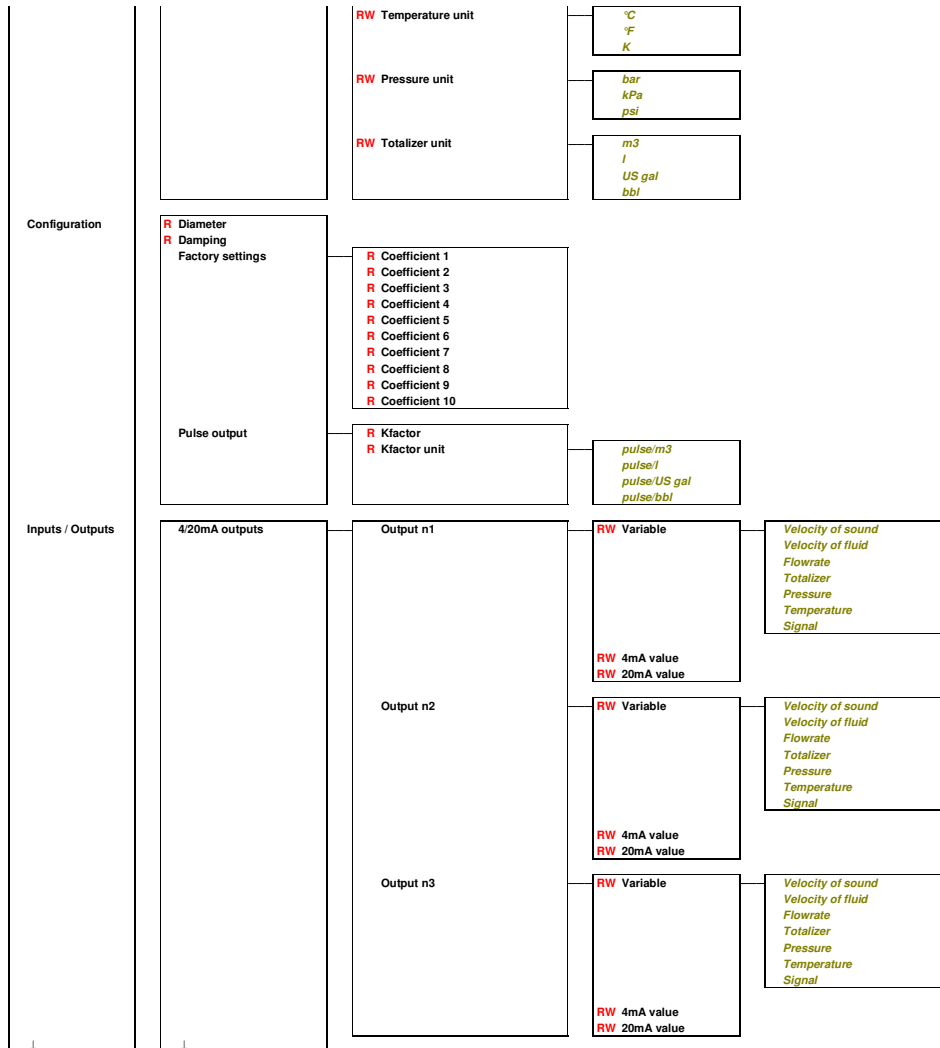 RW Temperature unit °C
°F
K
RW Pressure unit bar
kPa
psi
RW Totalizer unit m3
l
US gal
bbl
Configuration R Diameter
R Damping
Factory settings R Coefficient 1
R Coefficient 2
R Coefficient 3
R Coefficient 4
R Coefficient 5
R Coefficient 6
R Coefficient 7
R Coefficient 8
R Coefficient 9
R Coefficient 10
Pulse output R Kfactor
R Kfactor unit pulse/m3
pulse/l
pulse/US gal
pulse/bbl
Inputs / Outputs 4/20mA outputs Output n1 RW Variable Velocity of sound
Velocity of fluid
Flowrate
Totalizer
Pressure
Temperature
Signal
RW 4mA value
RW 20mA value
Output n2 RW Variable Velocity of sound
Velocity of fluid
Flowrate
Totalizer
Pressure
Temperature
Signal
RW 4mA value
RW 20mA value
Output n3 RW Variable Velocity of sound
Velocity of fluid
Flowrate
Totalizer
Pressure
Temperature
Signal
RW 4mA value
RW 20mA value